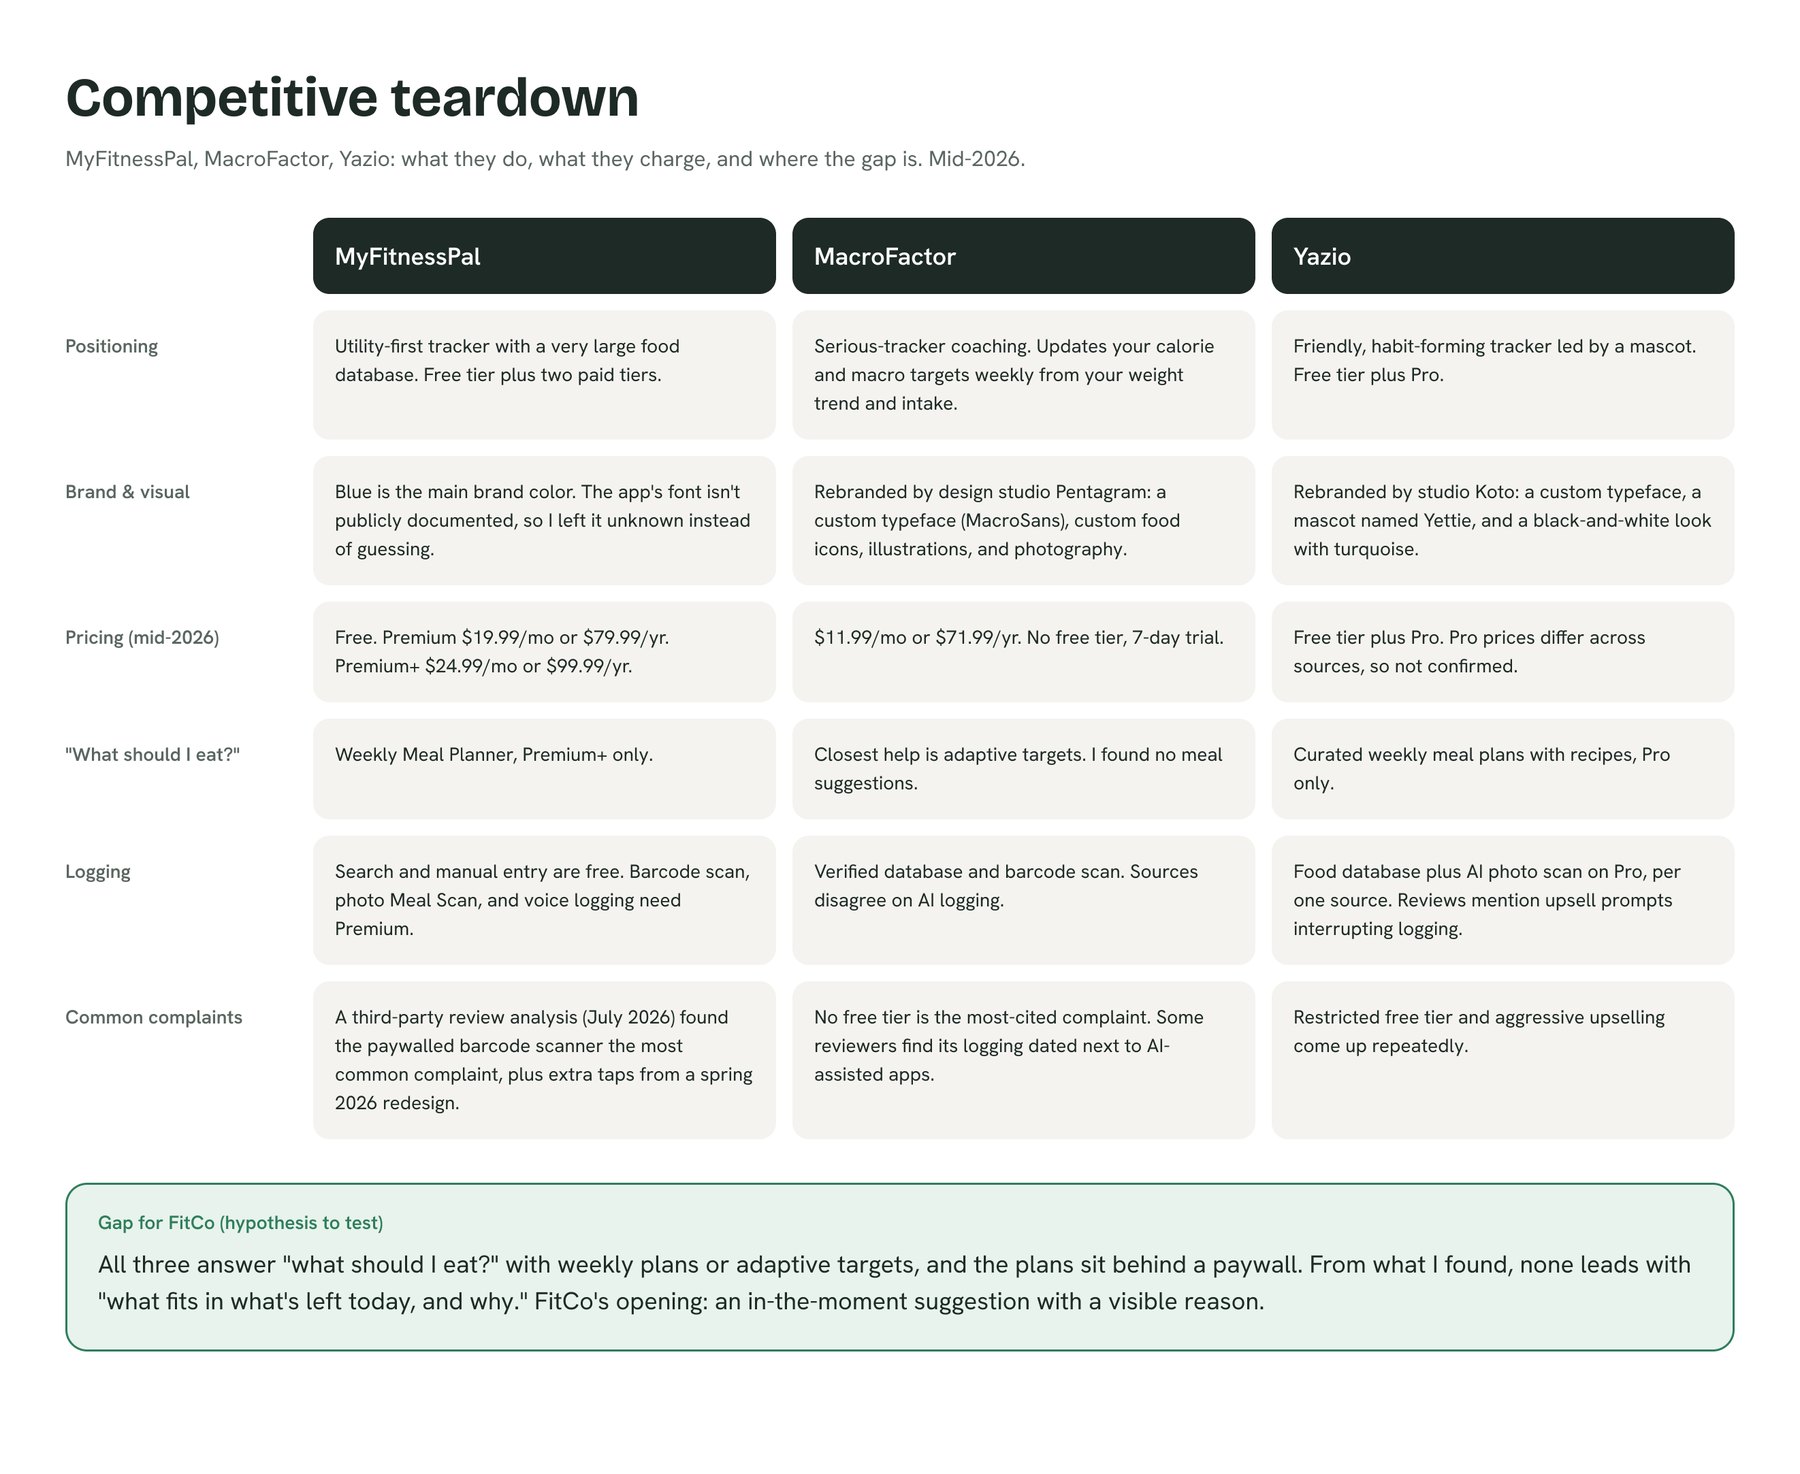 Competitive teardown
MyFitnessPal, MacroFactor, Yazio: what they do, what they charge, and where the gap is. Mid-2026.
MyFitnessPal
MacroFactor
Yazio
Positioning
Utility-first tracker with a very large food
database. Free tier plus two paid tiers.
Serious-tracker coaching. Updates your calorie
and macro targets weekly from your weight
trend and intake.
Friendly, habit-forming tracker led by a mascot.
Free tier plus Pro.
Brand & visual
Blue is the main brand color. The app's font isn't
publicly documented, so I left it unknown instead
of guessing.
Rebranded by design studio Pentagram: a
custom typeface (MacroSans), custom food
icons, illustrations, and photography.
Rebranded by studio Koto: a custom typeface, a
mascot named Yettie, and a black-and-white look
with turquoise.
Pricing (mid-2026)
Free. Premium $19.99/mo or $79.99/yr.
Premium+ $24.99/mo or $99.99/yr.
$11.99/mo or $71.99/yr. No free tier, 7-day trial.
Free tier plus Pro. Pro prices differ across
sources, so not confirmed.
"What should I eat?"
Weekly Meal Planner, Premium+ only.
Closest help is adaptive targets. I found no meal
suggestions.
Curated weekly meal plans with recipes, Pro
only.
Logging
Search and manual entry are free. Barcode scan,
photo Meal Scan, and voice logging need
Premium.
Verified database and barcode scan. Sources
disagree on AI logging.
Food database plus AI photo scan on Pro, per
one source. Reviews mention upsell prompts
interrupting logging.
Common complaints
A third-party review analysis (July 2026) found
the paywalled barcode scanner the most
common complaint, plus extra taps from a spring
2026 redesign.
No free tier is the most-cited complaint. Some
reviewers find its logging dated next to AI-
assisted apps.
Restricted free tier and aggressive upselling
come up repeatedly.
Gap for FitCo (hypothesis to test)
All three answer "what should I eat?" with weekly plans or adaptive targets, and the plans sit behind a paywall. From what I found, none leads with
"what fits in what's left today, and why." FitCo's opening: an in-the-moment suggestion with a visible reason.